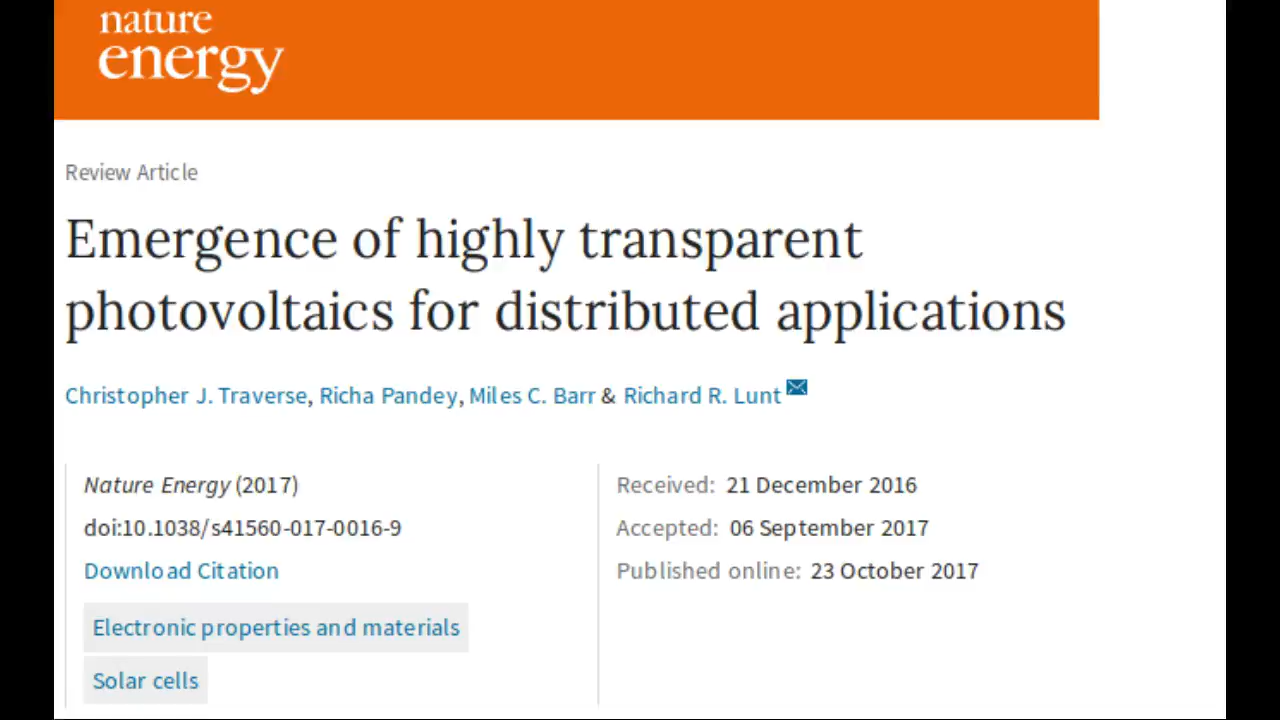 nature
energy
Review Article
Emergence of highly transparent
photovoltaics for distributed applications
Christopher J. Traverse, Richa Pandey, Miles C. Barr & Richard R. Lunt
Nature Energy (2017)
doi:10.1038/s41560-017-0016-9
Download Citation
Electronic properties and materials
Solar cells
Received: 21 December 2016
Accepted: 06 September 2017
Published online: 23 October 2017